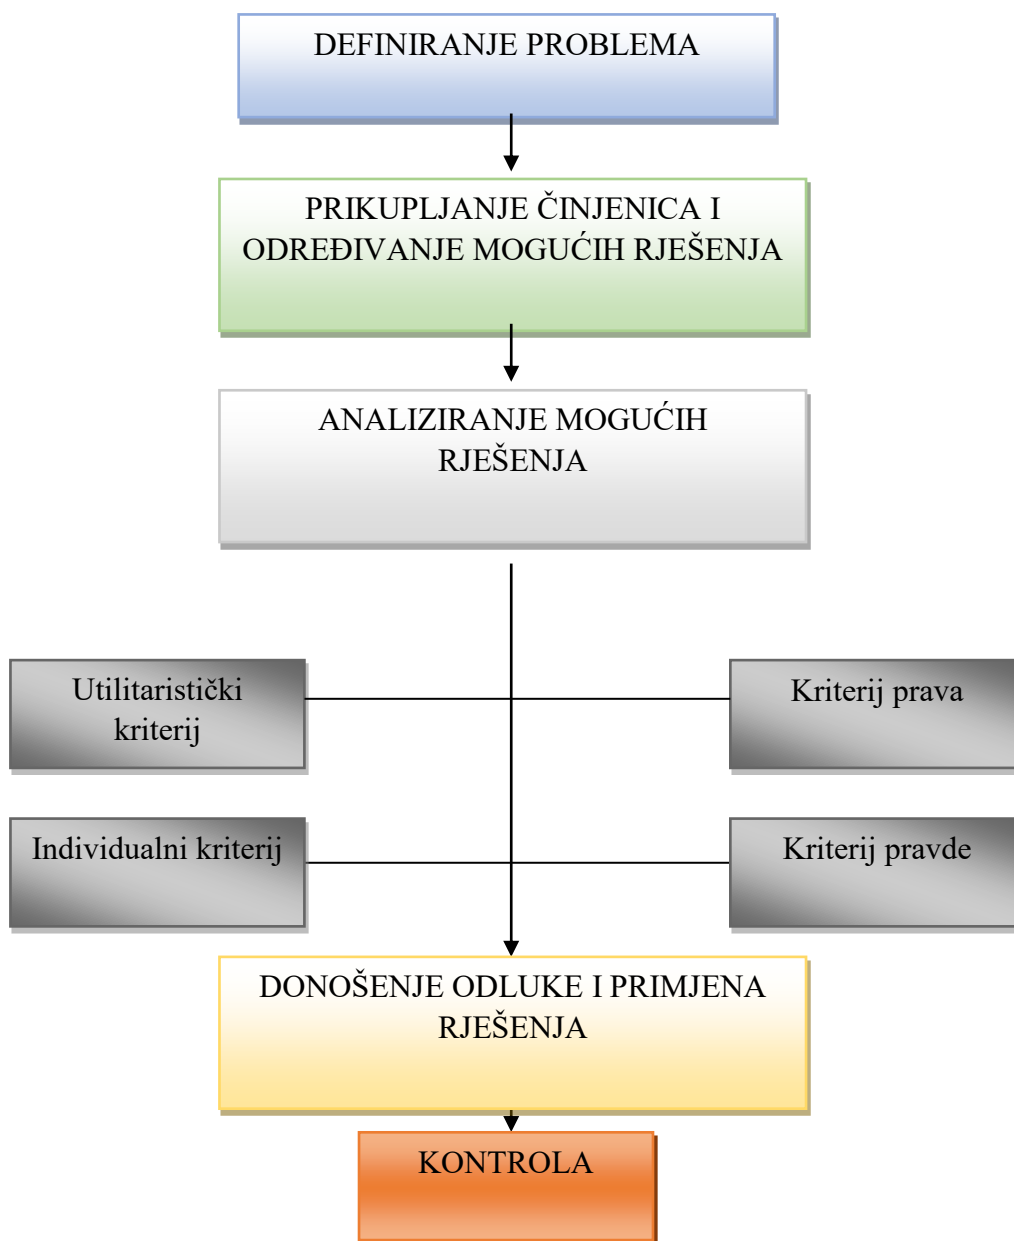 DEFINIRANJE PROBLEMA
PRIKUPLJANJE ČINJENICA I
ODREĐIVANJE MOGUĆIH RJEŠENJA
ANALIZIRANJE MOGUĆIH
RJEŠENJA
Utilitaristički
kriterij
Kriterij prava
Individualni kriterij
Kriterij pravde
DONOŠENJE ODLUKE I PRIMJENA
RJEŠENJA
KONTROLA